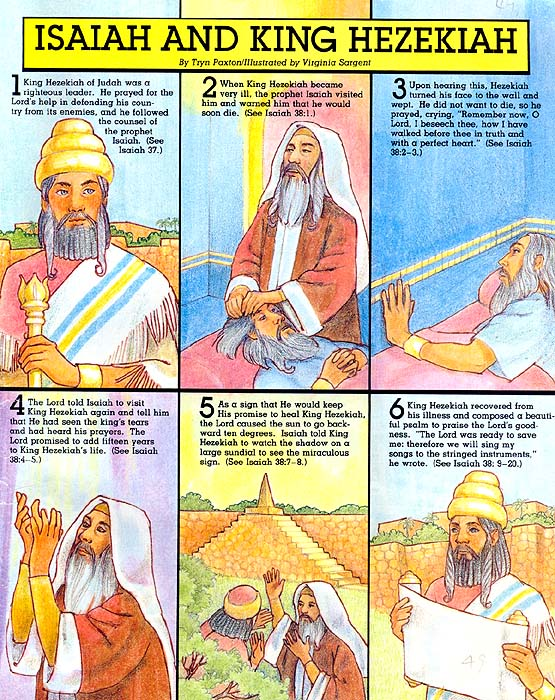 ISAIAH AND KING HEZEKIAH
By Tryn Paxton/Illustrated by Virginia Sargent
1 King Hezekiah of Judah was a
righteous leader. He prayed for the
Lord's help in defending his coun-
try from its enemies, and he followed
the counsel of
the prophet
Isaiah. (See
Isaiah 37.)
2 When King Hezekiah became
very ill, the prophet Isaiah visited
him and warned him that he would
soon die. (See Isaiah 38:1.)
3 Upon hearing this, Hezekiah
turned his face to the wall and
wept. He did not want to die, so he
prayed, crying, "Remember now, O
Lord, I beseech thee, how I have
walked before thee in truth and
with a perfect heart." (See Isaiah
38:2-3.)
4 The Lord told Isaiah to visit
King Hezekiah again and tell him
that He had seen the king's tears
and had heard his prayers. The
Lord promised to add fifteen years
to King Hezekiah's life. (See Isaiah
38:4-5.)
5 As a sign that He would keep
His promise to heal King Hezekiah,
the Lord caused the sun to go back-
ward ten degrees. Isaiah told King
Hezekiah to watch the shadow on a
large sundial to see the miraculous
sign. (See Isaiah 38:7-8.)
6 King Hezekiah recovered from
his illness and composed a beauti-
ful psalm to praise the Lord's good-
ness. "The Lord was ready to save
me: therefore we will sing my
songs to the stringed instruments,"
he wrote. (See Isaiah 38: 9-20.)
49